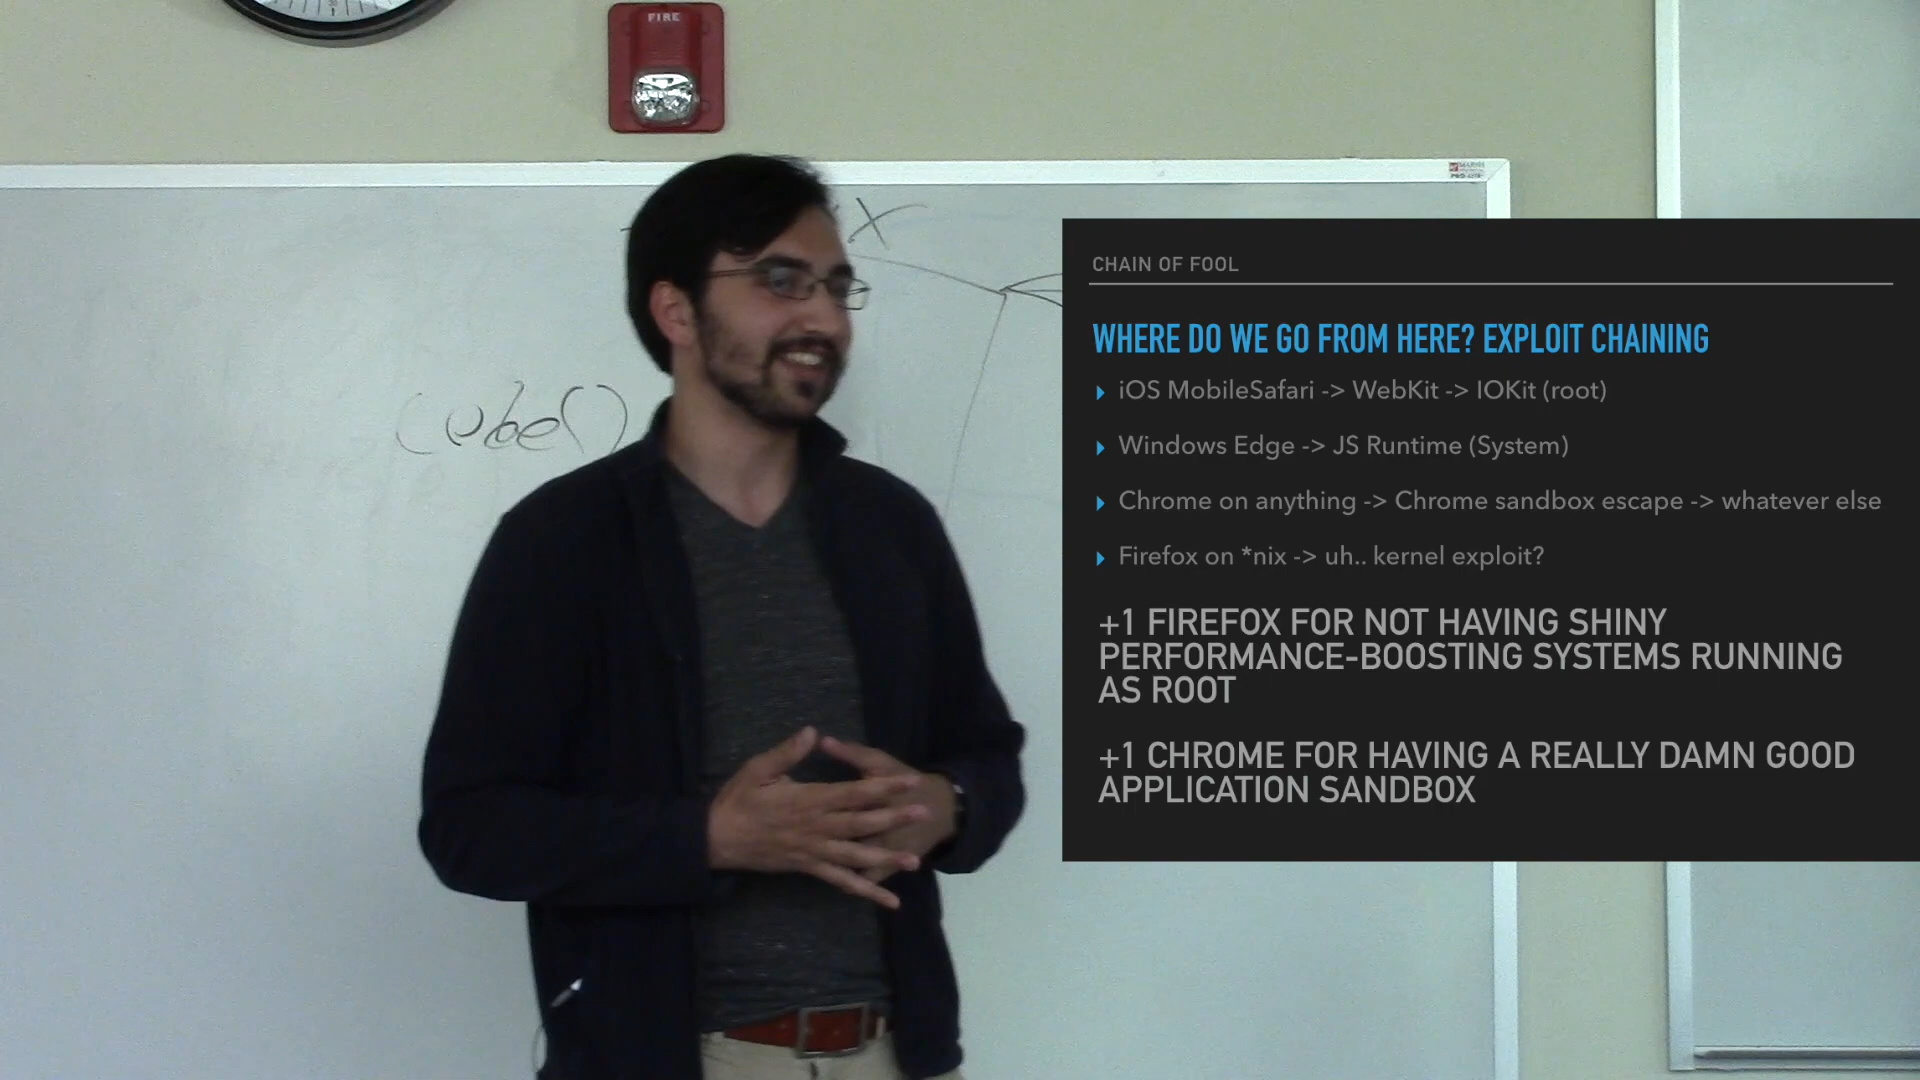 FIRE
X
CHAIN OF FOOL
WHERE DO WE GO FROM HERE? EXPLOIT CHAINING
iOS MobileSafari -> WebKit -> IOKit (root)
Windows Edge -> JS Runtime (System)
Chrome on anything -> Chrome sandbox escape -> whatever else
Firefox on *nix -> uh.. kernel exploit?
+1 FIREFOX FOR NOT HAVING SHINY
PERFORMANCE-BOOSTING SYSTEMS RUNNING
AS ROOT
+1 CHROME FOR HAVING A REALLY DAMN GOOD
APPLICATION SANDBOX